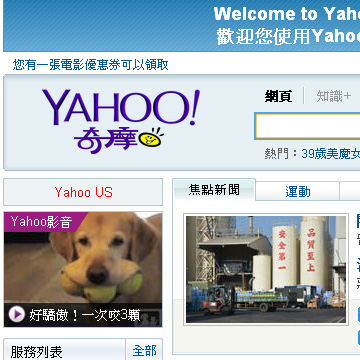 Welcome to Yaho
歡迎您使用Yahoo
您有一張電影優惠券可以領取
YAHOO!
奇摩
網頁
知識+
熱門：39歲美魔女
Yahoo US
焦點新聞
運動
Yahoo影音
好驕傲！一次咬3顆
安全第一
品質至上
服務列表
全部